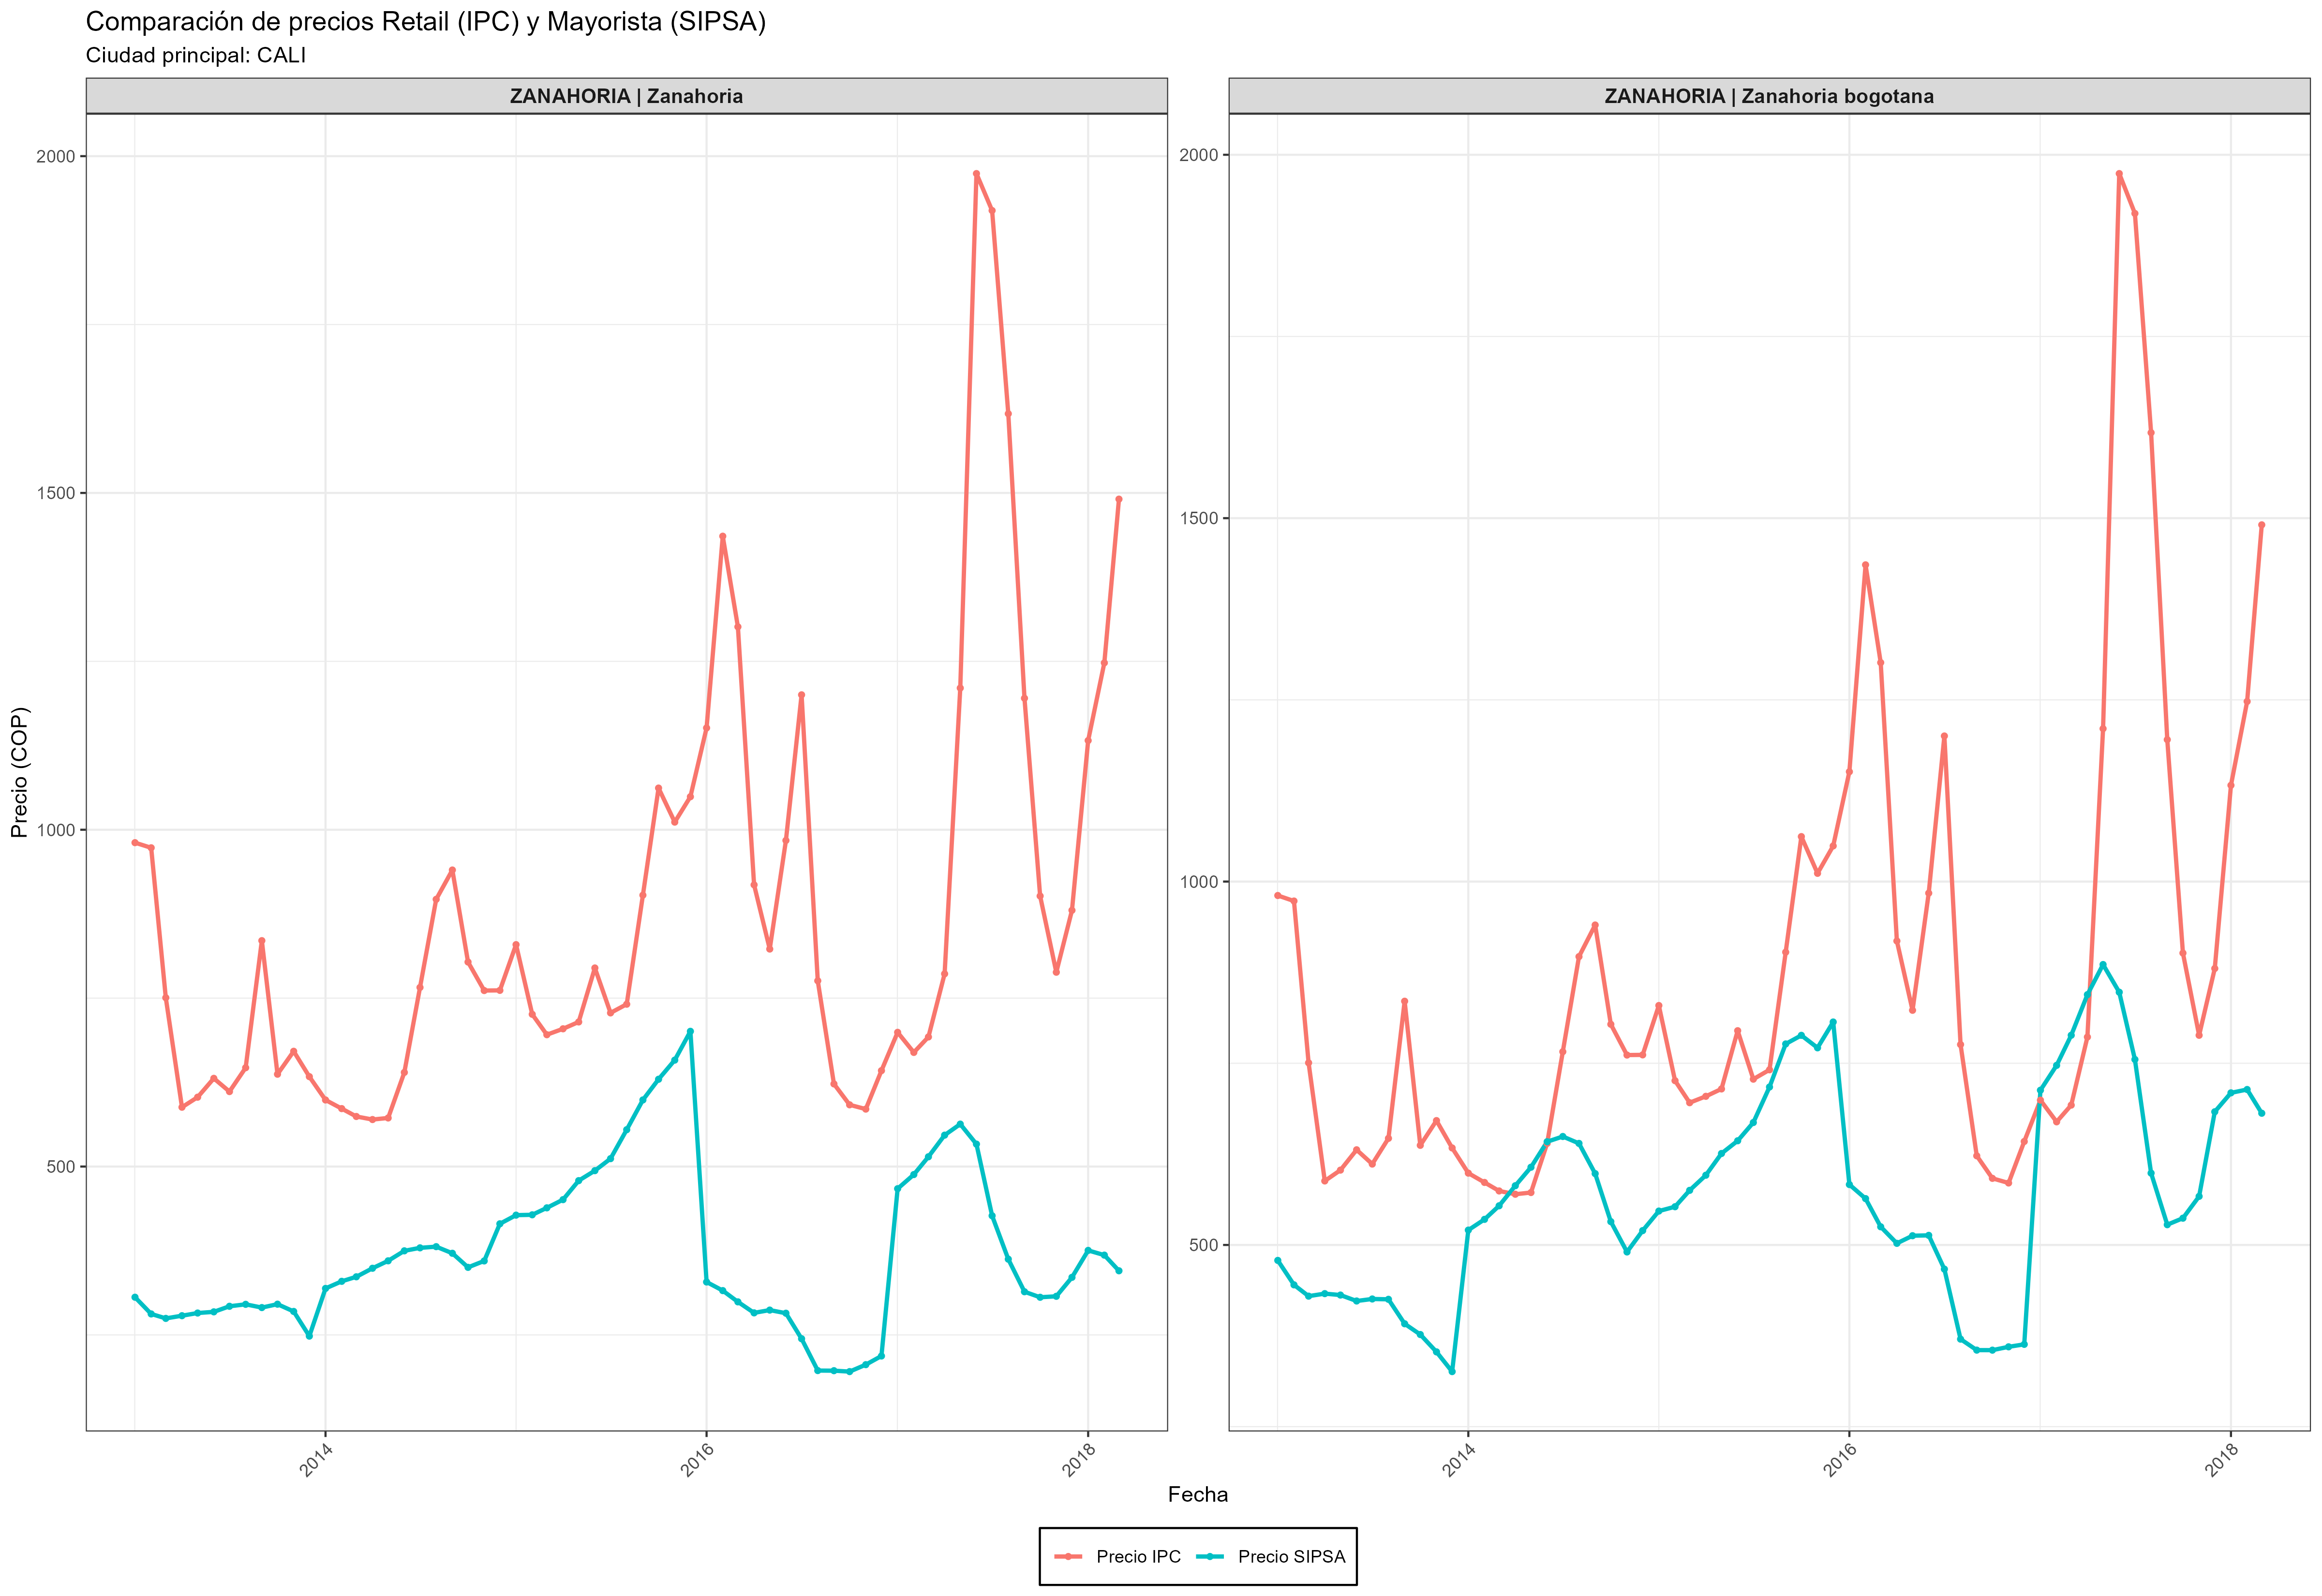 Comparación de precios Retail (IPC) y Mayorista (SIPSA)
Ciudad principal: CALI
ZANAHORIA | Zanahoria
ZANAHORIA | Zanahoria bogotana
Precio (COP)
2000
1500
1000
500
2000
1500
1000
500
2014
2016
2018
2014
2016
2018
Fecha
Precio IPC
Precio SIPSA